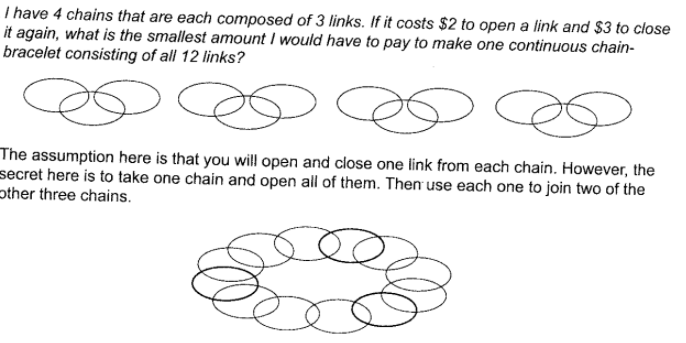 I have 4 chains that are each composed of 3 links. If it costs $2 to open a link and $3 to close
it again, what is the smallest amount I would have to pay to make one continuous chain-
bracelet consisting of all 12 links?
The assumption here is that you will open and close one link from each chain. However, the
secret here is to take one chain and open all of them. Then use each one to join two of the
other three chains.